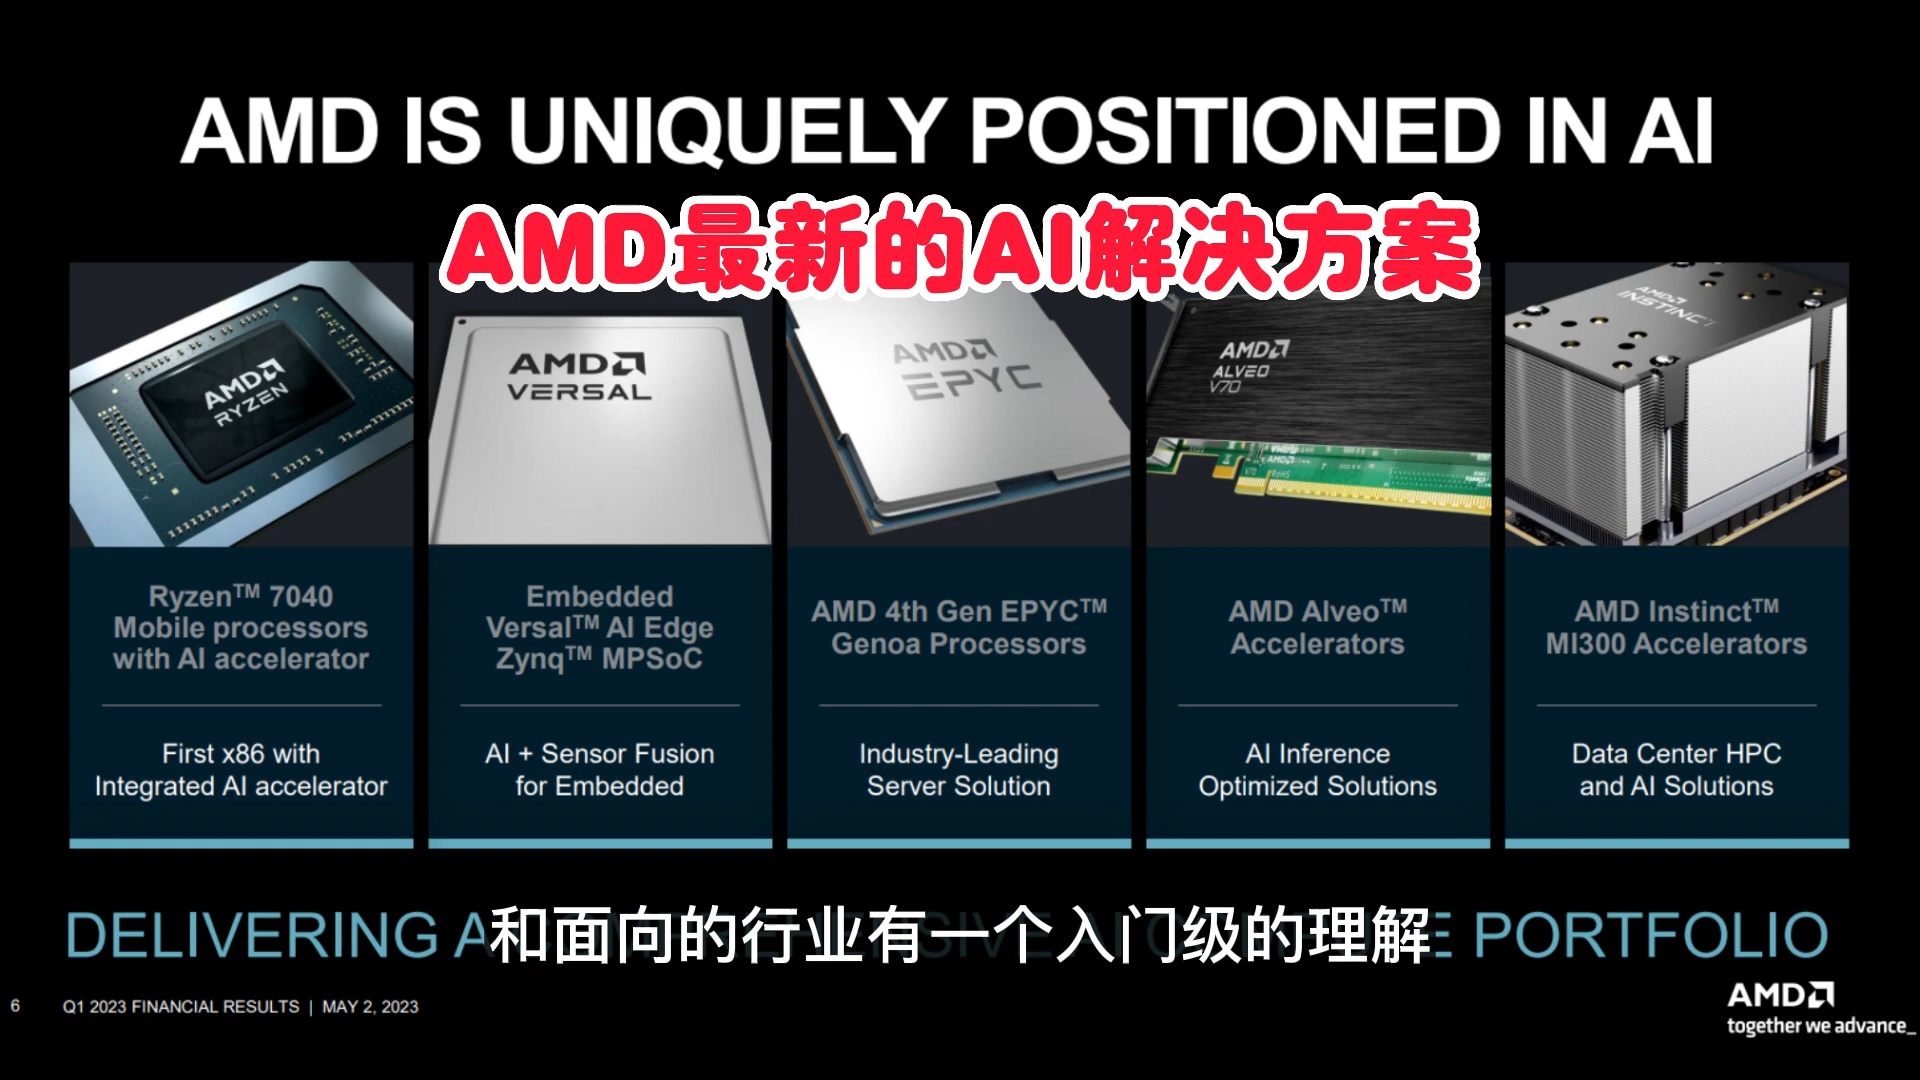 AMD IS UNIQUELY POSITIONED IN AI
AMD最新的AI解决方案
AMD
RYZEN
AMD
VERSAL
AMD
EPYC
AMD
ALVEO
V70
AMD
INSTINCT
Ryzen™ 7040
Mobile processors
with AI accelerator
First x86 with
Integrated AI accelerator
Embedded
Versal™ AI Edge
Zynq™ MPSoC
AI + Sensor Fusion
for Embedded
AMD 4th Gen EPYC™
Genoa Processors
Industry-Leading
Server Solution
AMD Alveo™
Accelerators
AI Inference
Optimized Solutions
AMD Instinct™
MI300 Accelerators
Data Center HPC
and AI Solutions
DELIVERING A PORTFOLIO
和面向的行业有一个入门级的理解
6 Q1 2023 FINANCIAL RESULTS | MAY 2, 2023
AMD
together we advance_